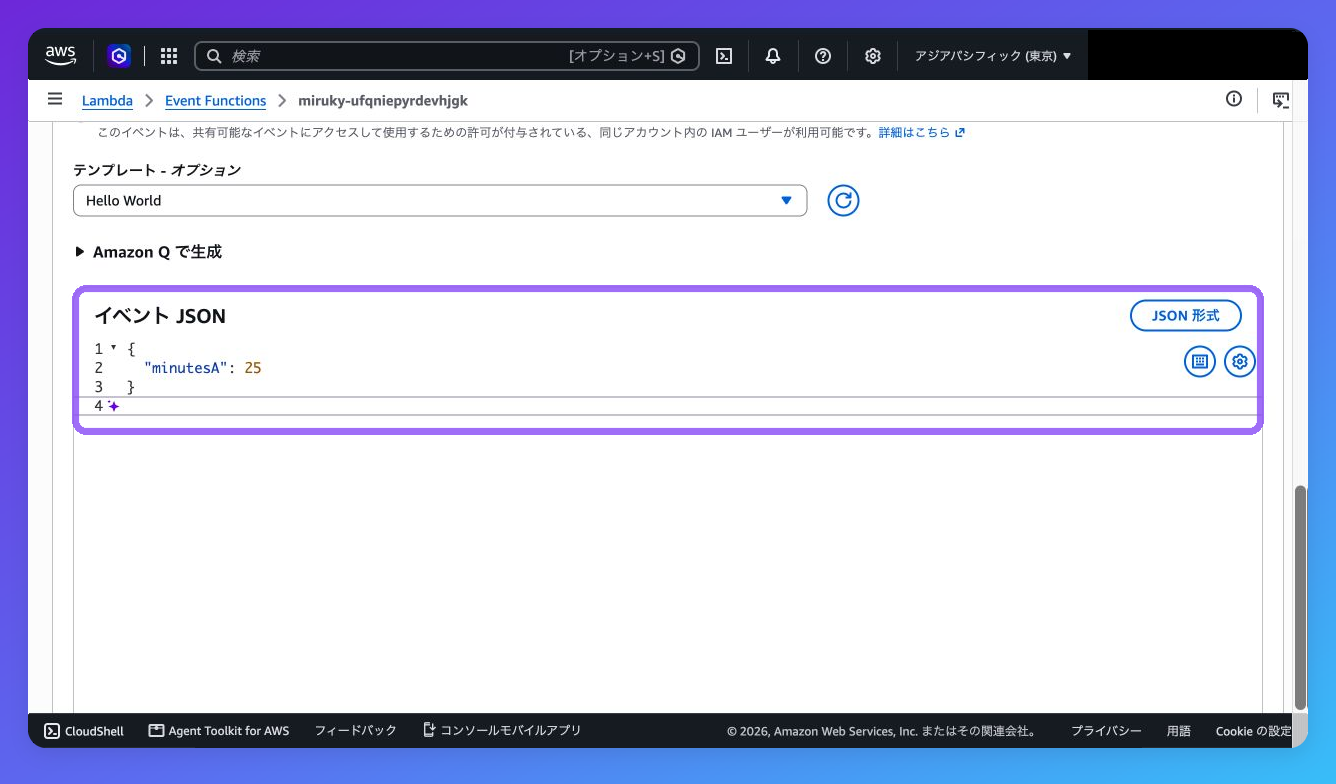 aws
検索 [オプション+S]
アジアパシフィック (東京)
Lambda
Event Functions
miruky-ufqniepyrdevhjgk
このイベントは、共有可能なイベントにアクセスして使用するための許可が付与されている、同じアカウント内の IAM ユーザーが利用可能です。詳細はこちら
テンプレート - オプション
Hello World
Amazon Q で生成
イベント JSON
JSON 形式
1 {
2 "minutesA": 25
3 }
4
CloudShell
Agent Toolkit for AWS
フィードバック
コンソールモバイルアプリ
© 2026, Amazon Web Services, Inc. またはその関連会社。
プライバシー
用語
Cookie の設定